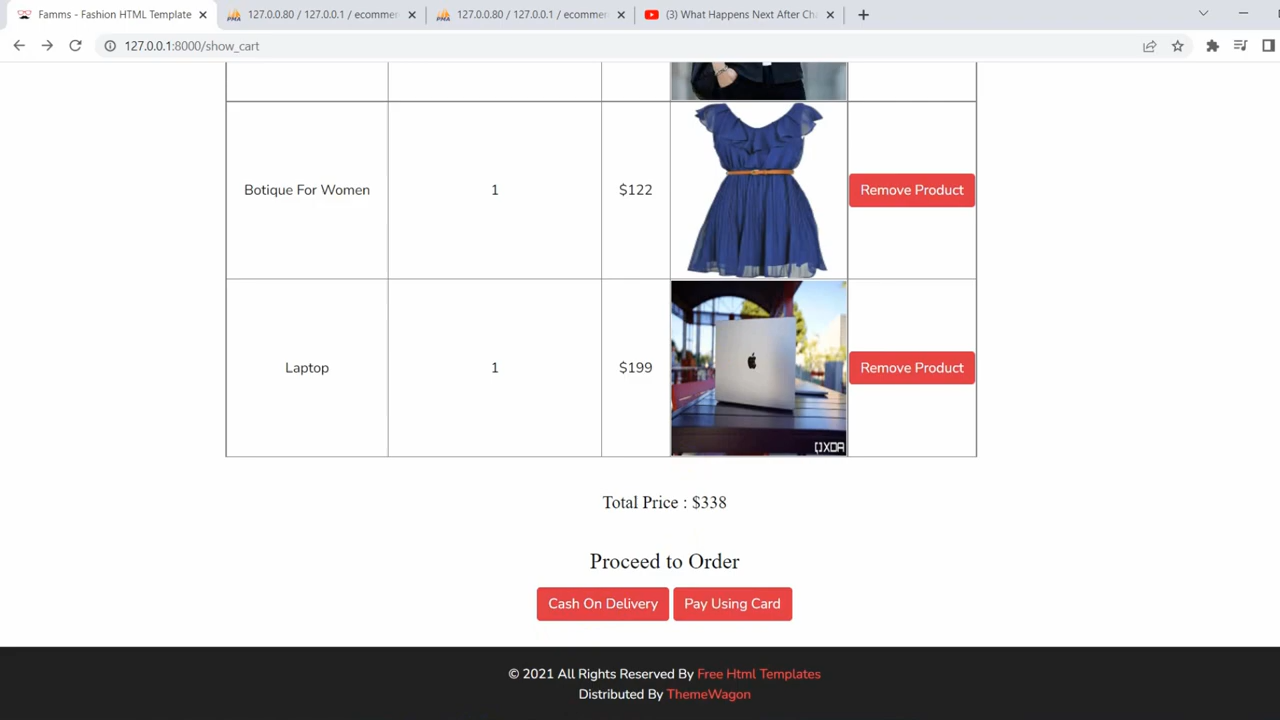 Famms - Fashion HTML Template
127.0.0.80 / 127.0.0.1 / ecommer
127.0.0.80 / 127.0.0.1 / ecommer
(3) What Happens Next After Ch
127.0.0.1:8000/show_cart
Botique For Women
1
$122
Remove Product
Laptop
1
$199
Remove Product
Total Price : $338
Proceed to Order
Cash On Delivery
Pay Using Card
© 2021 All Rights Reserved By Free Html Templates
Distributed By ThemeWagon